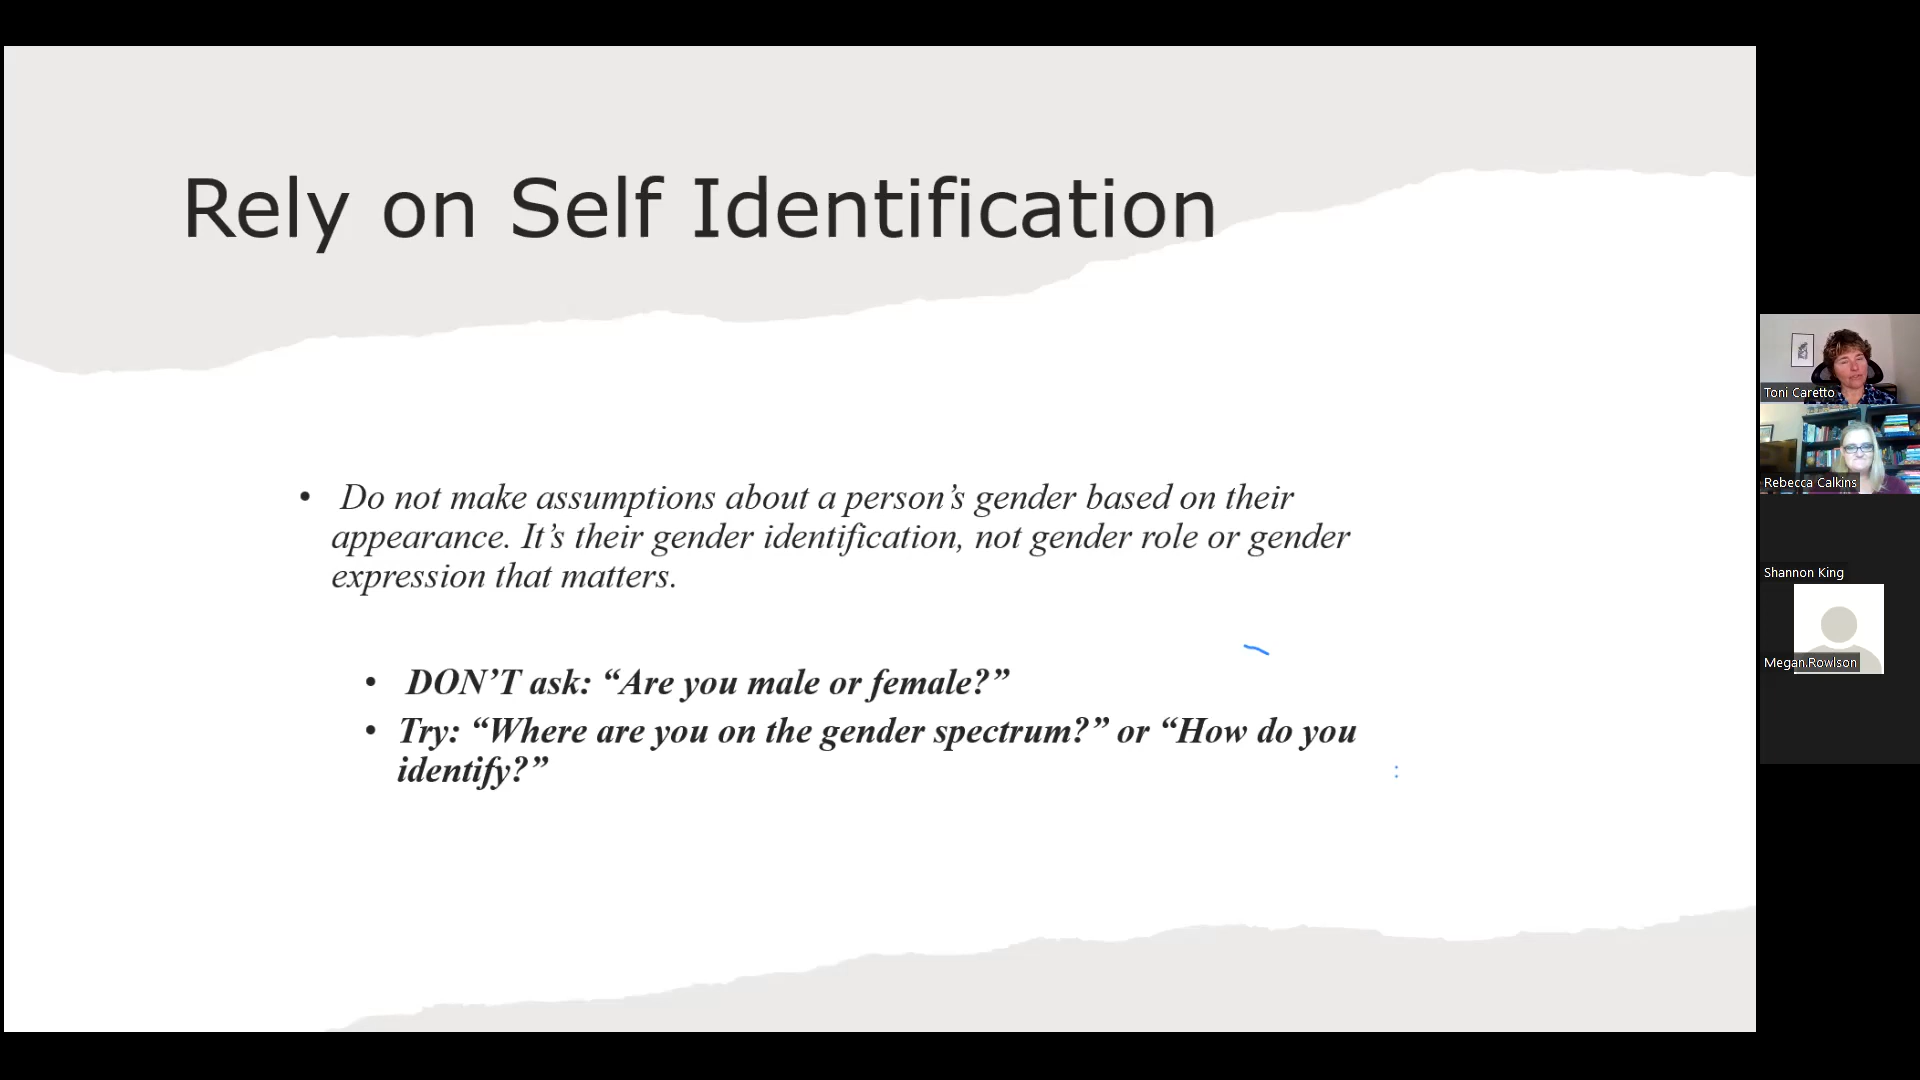 Rely on Self Identification
• Do not make assumptions about a person’s gender based on their
appearance. It’s their gender identification, not gender role or gender
expression that matters.
• DON’T ask: “Are you male or female?”
• Try: “Where are you on the gender spectrum?” or “How do you
identify?”
Toni Caretto
Rebecca Calkins
Shannon King
Megan.Rowlson